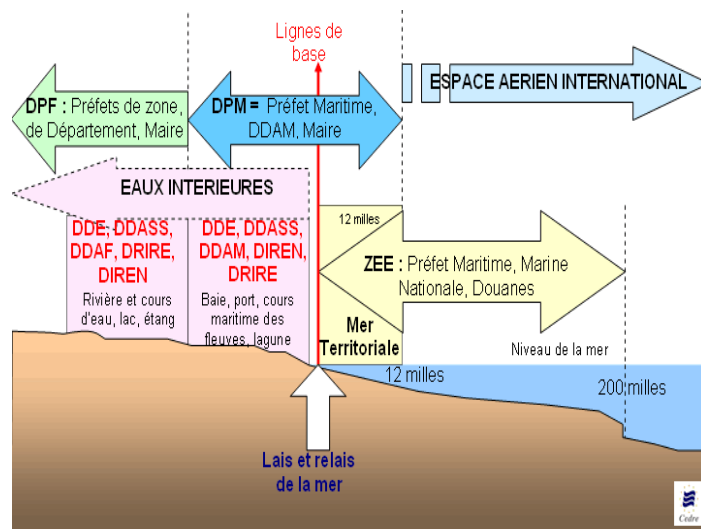 Lignes de
base
ESPACE AERIEN INTERNATIONAL
DPF : Préfets de zone,
de Département, Maire
DPM = Préfet Maritime,
DDAM, Maire
EAUX INTERIEURES
DDE, DDASS,
DDAF, DRIRE,
DIREN
Rivière et cours
d'eau, lac, étang
DDE, DDASS,
DDAM, DIREN,
DRIRE
Baie, port, cours
maritime des
fleuves, lagune
12 milles
ZEE : Préfet Maritime, Marine
Nationale, Douanes
Mer
Territoriale
Niveau de la mer
12 milles
200 milles
Lais et relais
de la mer
Cedre